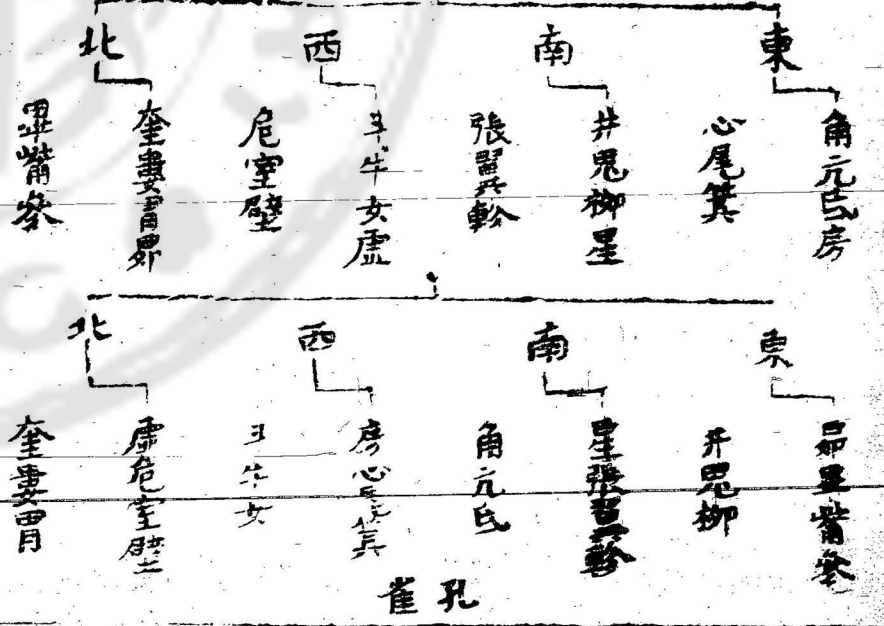 東
角亢氐房
心尾箕
南
井鬼柳星
張翼軫
西
斗牛女虛
危室壁
北
奎婁胃昴
畢觜參
東
昴畢觜參
井鬼柳
南
星張翼軫
角亢氐
西
房心尾箕
斗牛女
北
虛危室壁
奎婁胃
孔雀